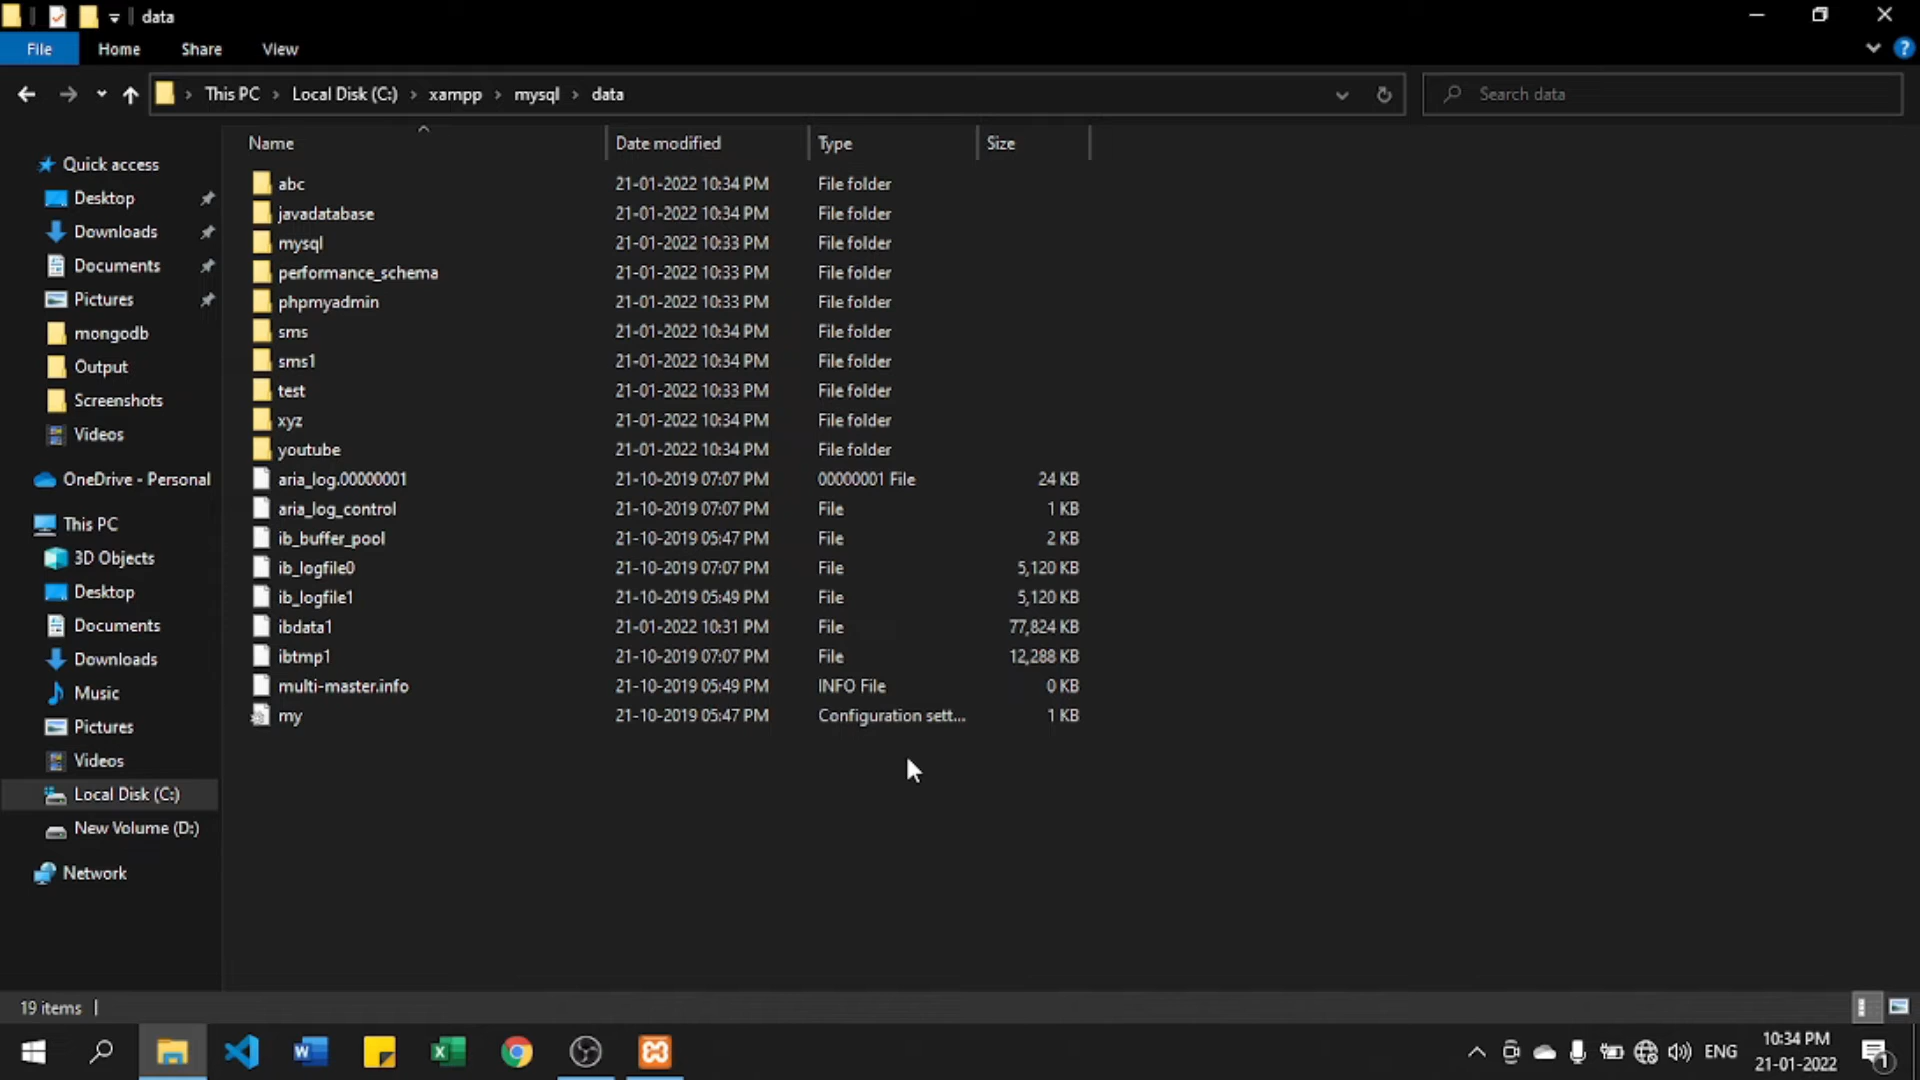 data
File Home Share View
This PC Local Disk (C:) xampp mysql data
Search data
Name Date modified Type Size
abc 21-01-2022 10:34 PM File folder
javadatabase 21-01-2022 10:34 PM File folder
mysql 21-01-2022 10:33 PM File folder
performance_schema 21-01-2022 10:33 PM File folder
phpmyadmin 21-01-2022 10:33 PM File folder
sms 21-01-2022 10:34 PM File folder
sms1 21-01-2022 10:34 PM File folder
test 21-01-2022 10:33 PM File folder
xyz 21-01-2022 10:34 PM File folder
youtube 21-01-2022 10:34 PM File folder
aria_log.00000001 21-10-2019 07:07 PM 00000001 File 24 KB
aria_log_control 21-10-2019 07:07 PM File 1 KB
ib_buffer_pool 21-10-2019 05:47 PM File 2 KB
ib_logfile0 21-10-2019 07:07 PM File 5,120 KB
ib_logfile1 21-10-2019 05:49 PM File 5,120 KB
ibdata1 21-01-2022 10:31 PM File 77,824 KB
ibtmp1 21-10-2019 07:07 PM File 12,288 KB
multi-master.info 21-10-2019 05:49 PM INFO File 0 KB
my 21-10-2019 05:47 PM Configuration sett... 1 KB
Quick access
Desktop
Downloads
Documents
Pictures
mongodb
Output
Screenshots
Videos
OneDrive - Personal
This PC
3D Objects
Desktop
Documents
Downloads
Music
Pictures
Videos
Local Disk (C:)
New Volume (D:)
Network
19 items
ENG
10:34 PM
21-01-2022
1